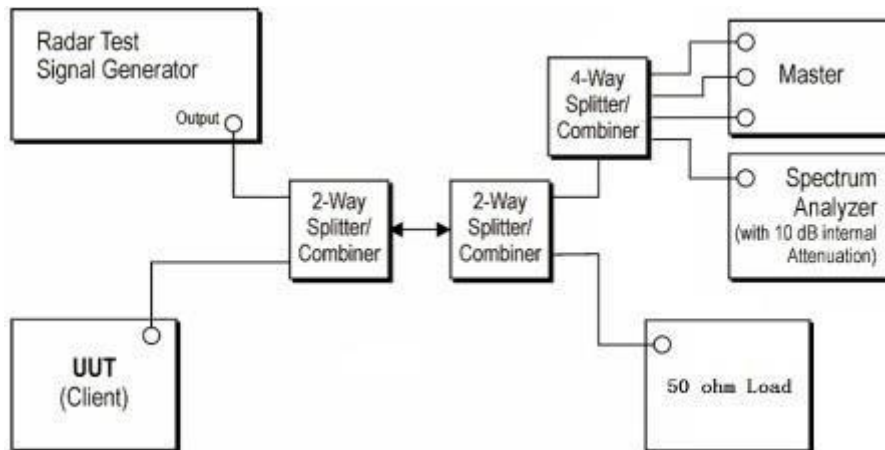 Radar Test
Signal Generator
Output
4-Way
Splitter/
Combiner
Master
2-Way
Splitter/
Combiner
2-Way
Splitter/
Combiner
Spectrum
Analyzer
(with 10 dB internal
Attenuation)
UUT
(Client)
50 ohm Load